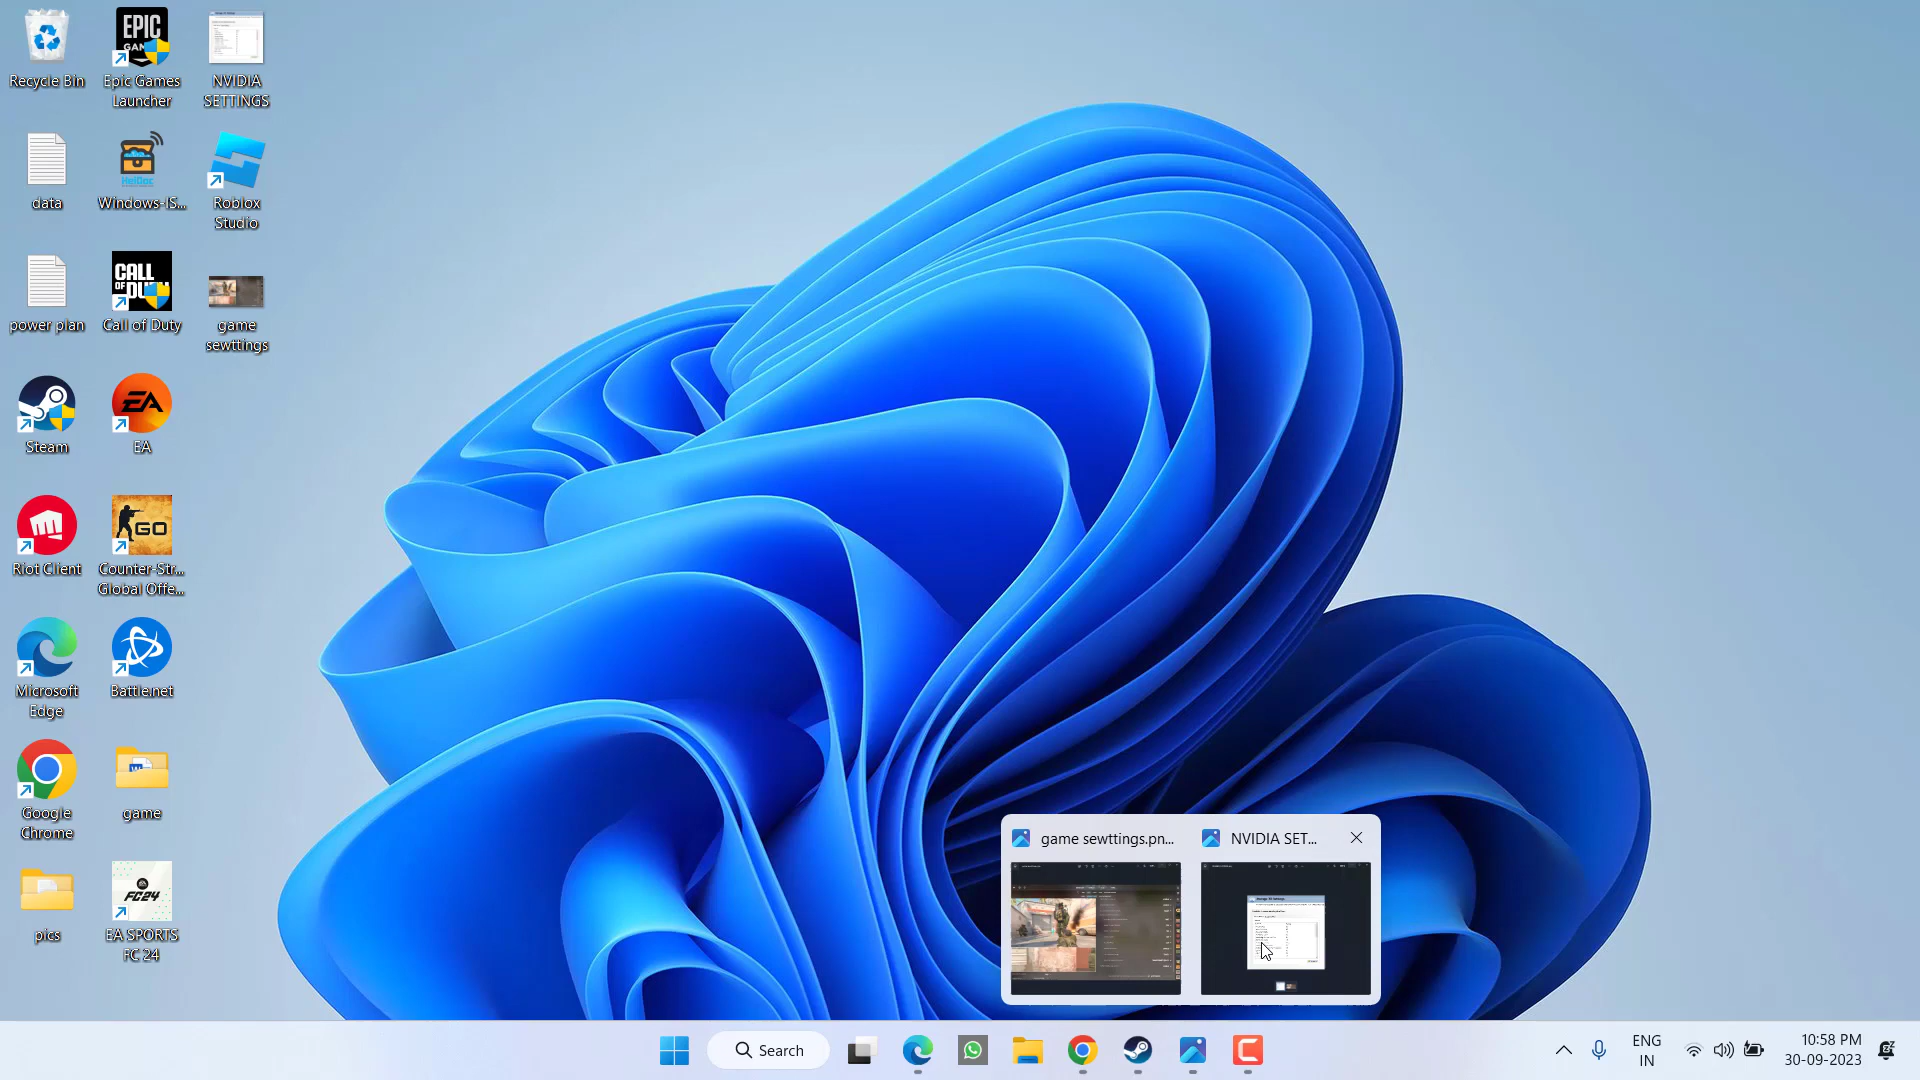 Recycle Bin
EPIC
GAMES
Epic Games
Launcher
NVIDIA
SETTINGS
data
HeiDoc
Windows-IS...
Roblox
Studio
power plan
CALL
OF DUTY
Call of Duty
game
sewttings
Steam
EA
EA
Riot Client
GO
Counter-Str...
Global Offe...
Microsoft
Edge
Battle.net
Google
Chrome
game
pics
FC24
EA SPORTS
FC 24
game sewttings.pn...
NVIDIA SET...
Search
ENG
IN
10:58 PM
30-09-2023